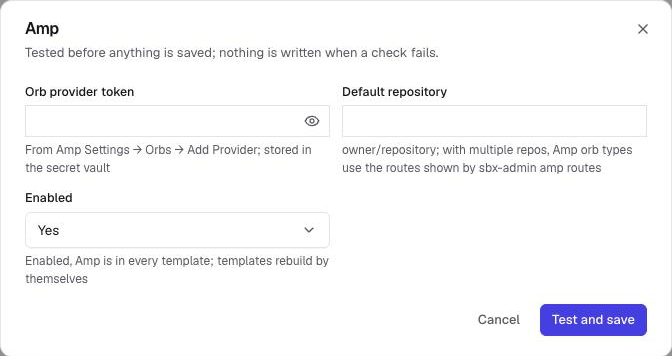 Amp
Tested before anything is saved; nothing is written when a check fails.
Orb provider token
From Amp Settings → Orbs → Add Provider; stored in
the secret vault
Default repository
owner/repository; with multiple repos, Amp orb types
use the routes shown by sbx-admin amp routes
Enabled
Yes
Enabled, Amp is in every template; templates rebuild by
themselves
Cancel
Test and save